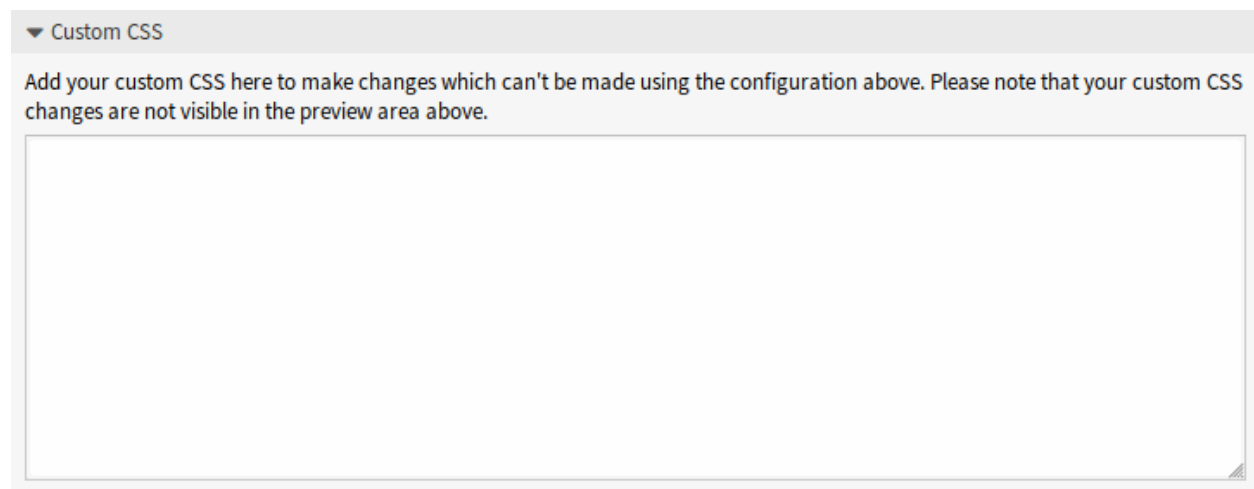 Custom CSS
Add your custom CSS here to make changes which can't be made using the configuration above. Please note that your custom CSS
changes are not visible in the preview area above.